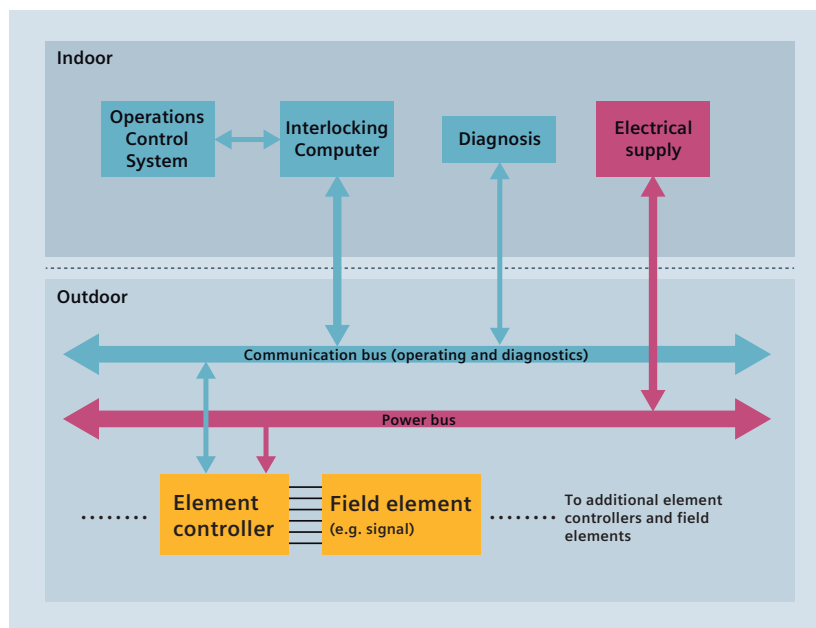 Indoor
Operations
Control
System
Interlocking
Computer
Diagnosis
Electrical
supply
Outdoor
Communication bus (operating and diagnostics)
Power bus
Element
controller
Field element
(e.g. signal)
To additional element
controllers and field
elements